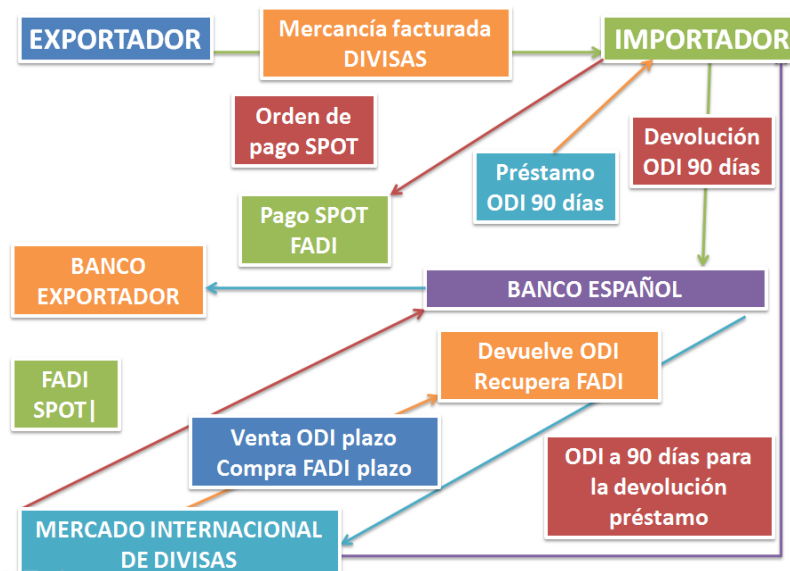 EXPORTADOR
Mercancía facturada
DIVISAS
IMPORTADOR
Orden de
pago SPOT
Devolución
ODI 90 días
Préstamo
ODI 90 días
Pago SPOT
FADI
BANCO
EXPORTADOR
BANCO ESPAÑOL
Devuelve ODI
Recupera FADI
FADI
SPOT|
Venta ODI plazo
Compra FADI plazo
ODI a 90 días para
la devolución
préstamo
MERCADO INTERNACIONAL
DE DIVISAS